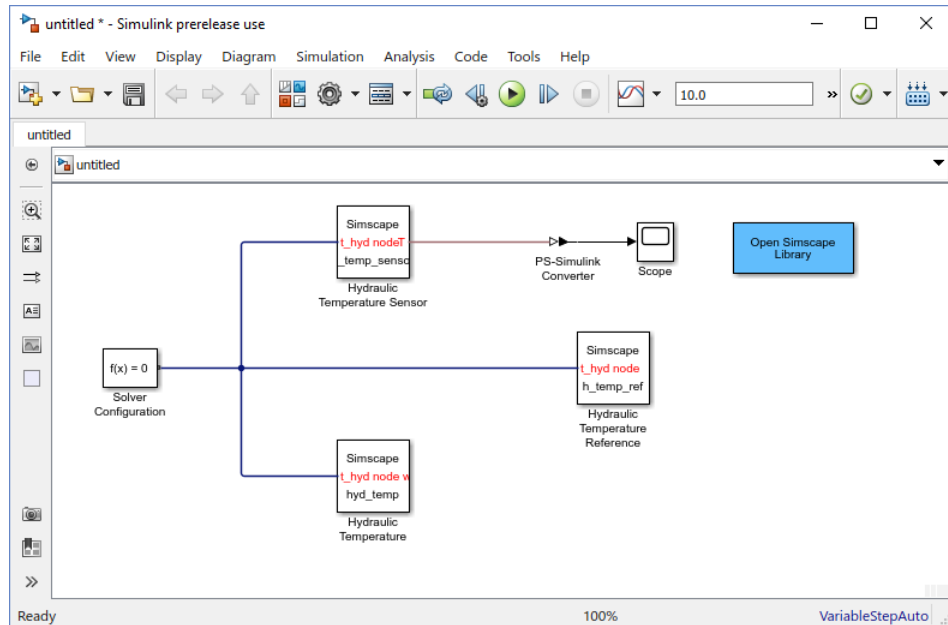 untitled * - Simulink prerelease use
File Edit View Display Diagram Simulation Analysis Code Tools Help
10.0
»
untitled
untitled
Simscape
t_hyd nodeT
_temp_senso
Hydraulic
Temperature Sensor
PS-Simulink
Converter
Scope
Open Simscape
Library
f(x) = 0
Solver
Configuration
Simscape
t_hyd node
h_temp_ref
Hydraulic
Temperature
Reference
Simscape
t_hyd node w
hyd_temp
Hydraulic
Temperature
»
Ready 100% VariableStepAuto